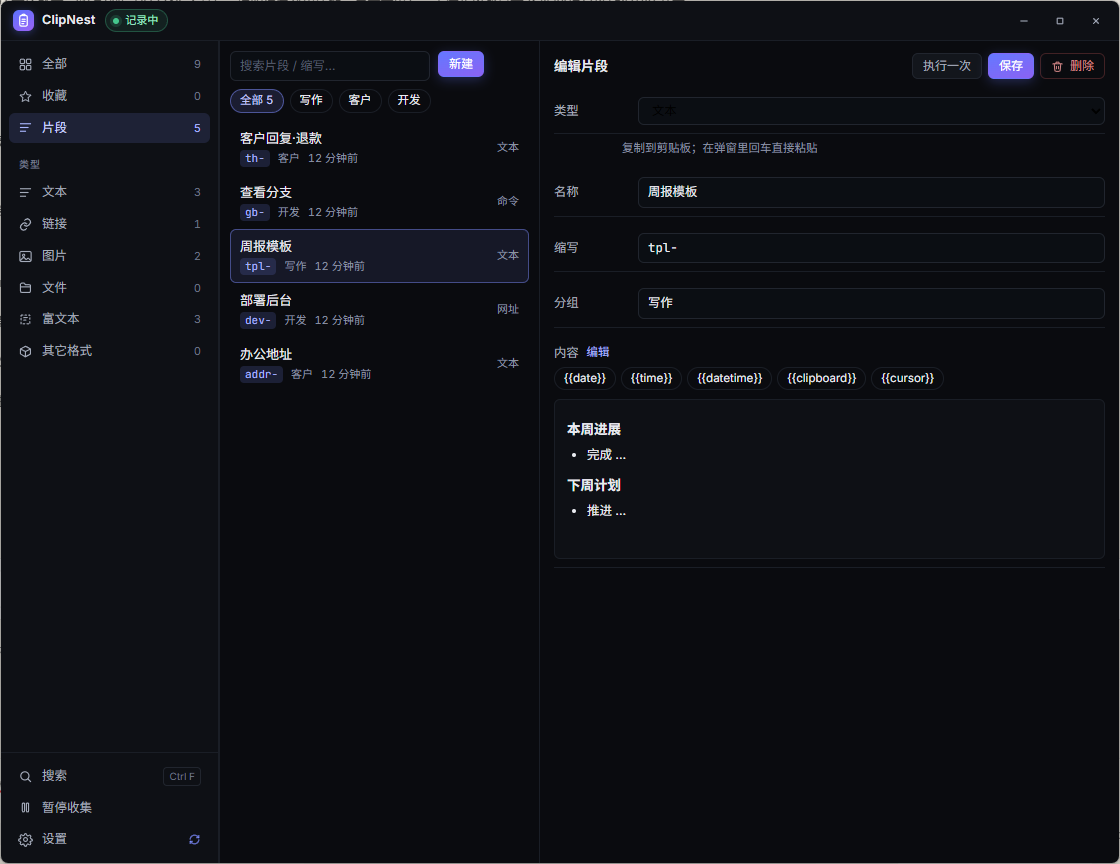 ClipNest 记录中
全部 9
收藏 0
片段 5
类型
文本 3
链接 1
图片 2
文件 0
富文本 3
其它格式 0
搜索 Ctrl F
暂停收集
设置
搜索片段 / 缩写... 新建
全部 5 写作 客户 开发
客户回复·退款
th- 客户 12 分钟前 文本
查看分支
gb- 开发 12 分钟前 命令
周报模板
tpl- 写作 12 分钟前 文本
部署后台
dev- 开发 12 分钟前 网址
办公地址
addr- 客户 12 分钟前 文本
编辑片段 执行一次 保存 删除
类型 文本
复制到剪贴板；在弹窗里回车直接粘贴
名称 周报模板
缩写 tpl-
分组 写作
内容 编辑
{{date}} {{time}} {{datetime}} {{clipboard}} {{cursor}}
本周进展
• 完成 ...
下周计划
• 推进 ...